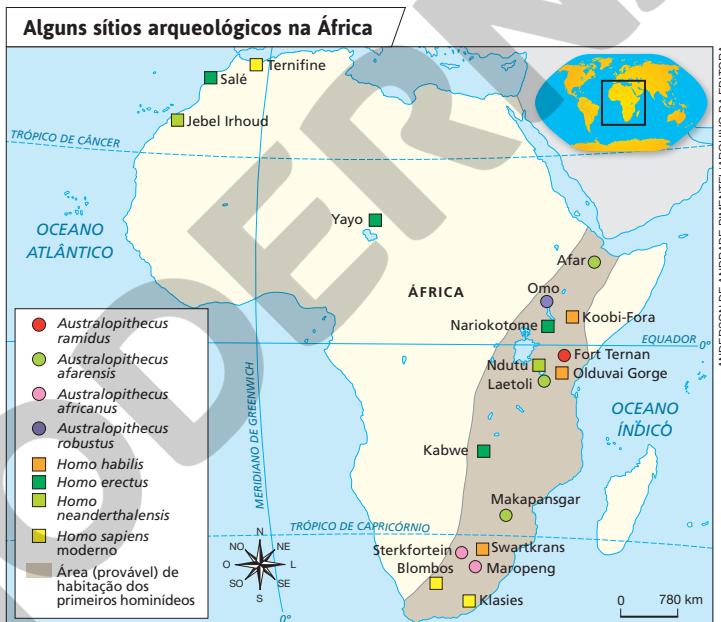 Alguns sítios arqueológicos na África
Ternifine
Salé
Jebel Irhoud
TRÓPICO DE CÂNCER
OCEANO
ATLÂNTICO
Yayo
ÁFRICA
Afar
Omo
Koobi-Fora
Nariokotome
EQUADOR
0°
Fort Ternan
Ndutu
Olduvai Gorge
Laetoli
OCEANO
ÍNDICO
MERIDIANO DE GREENWICH
Kabwe
Makapansgar
TRÓPICO DE CAPRICÓRNIO
Sterkfortein
Swartkrans
Blombos
Maropeng
Klasies
Australopithecus
ramidus
Australopithecus
afarensis
Australopithecus
africanus
Australopithecus
robustus
Homo habilis
Homo erectus
Homo
neanderthalensis
Homo sapiens
moderno
Área (provável) de
habitação dos
primeiros hominídeos
N
NO
NE
O
L
SO
SE
S
0°
0
780 km
MODERNA